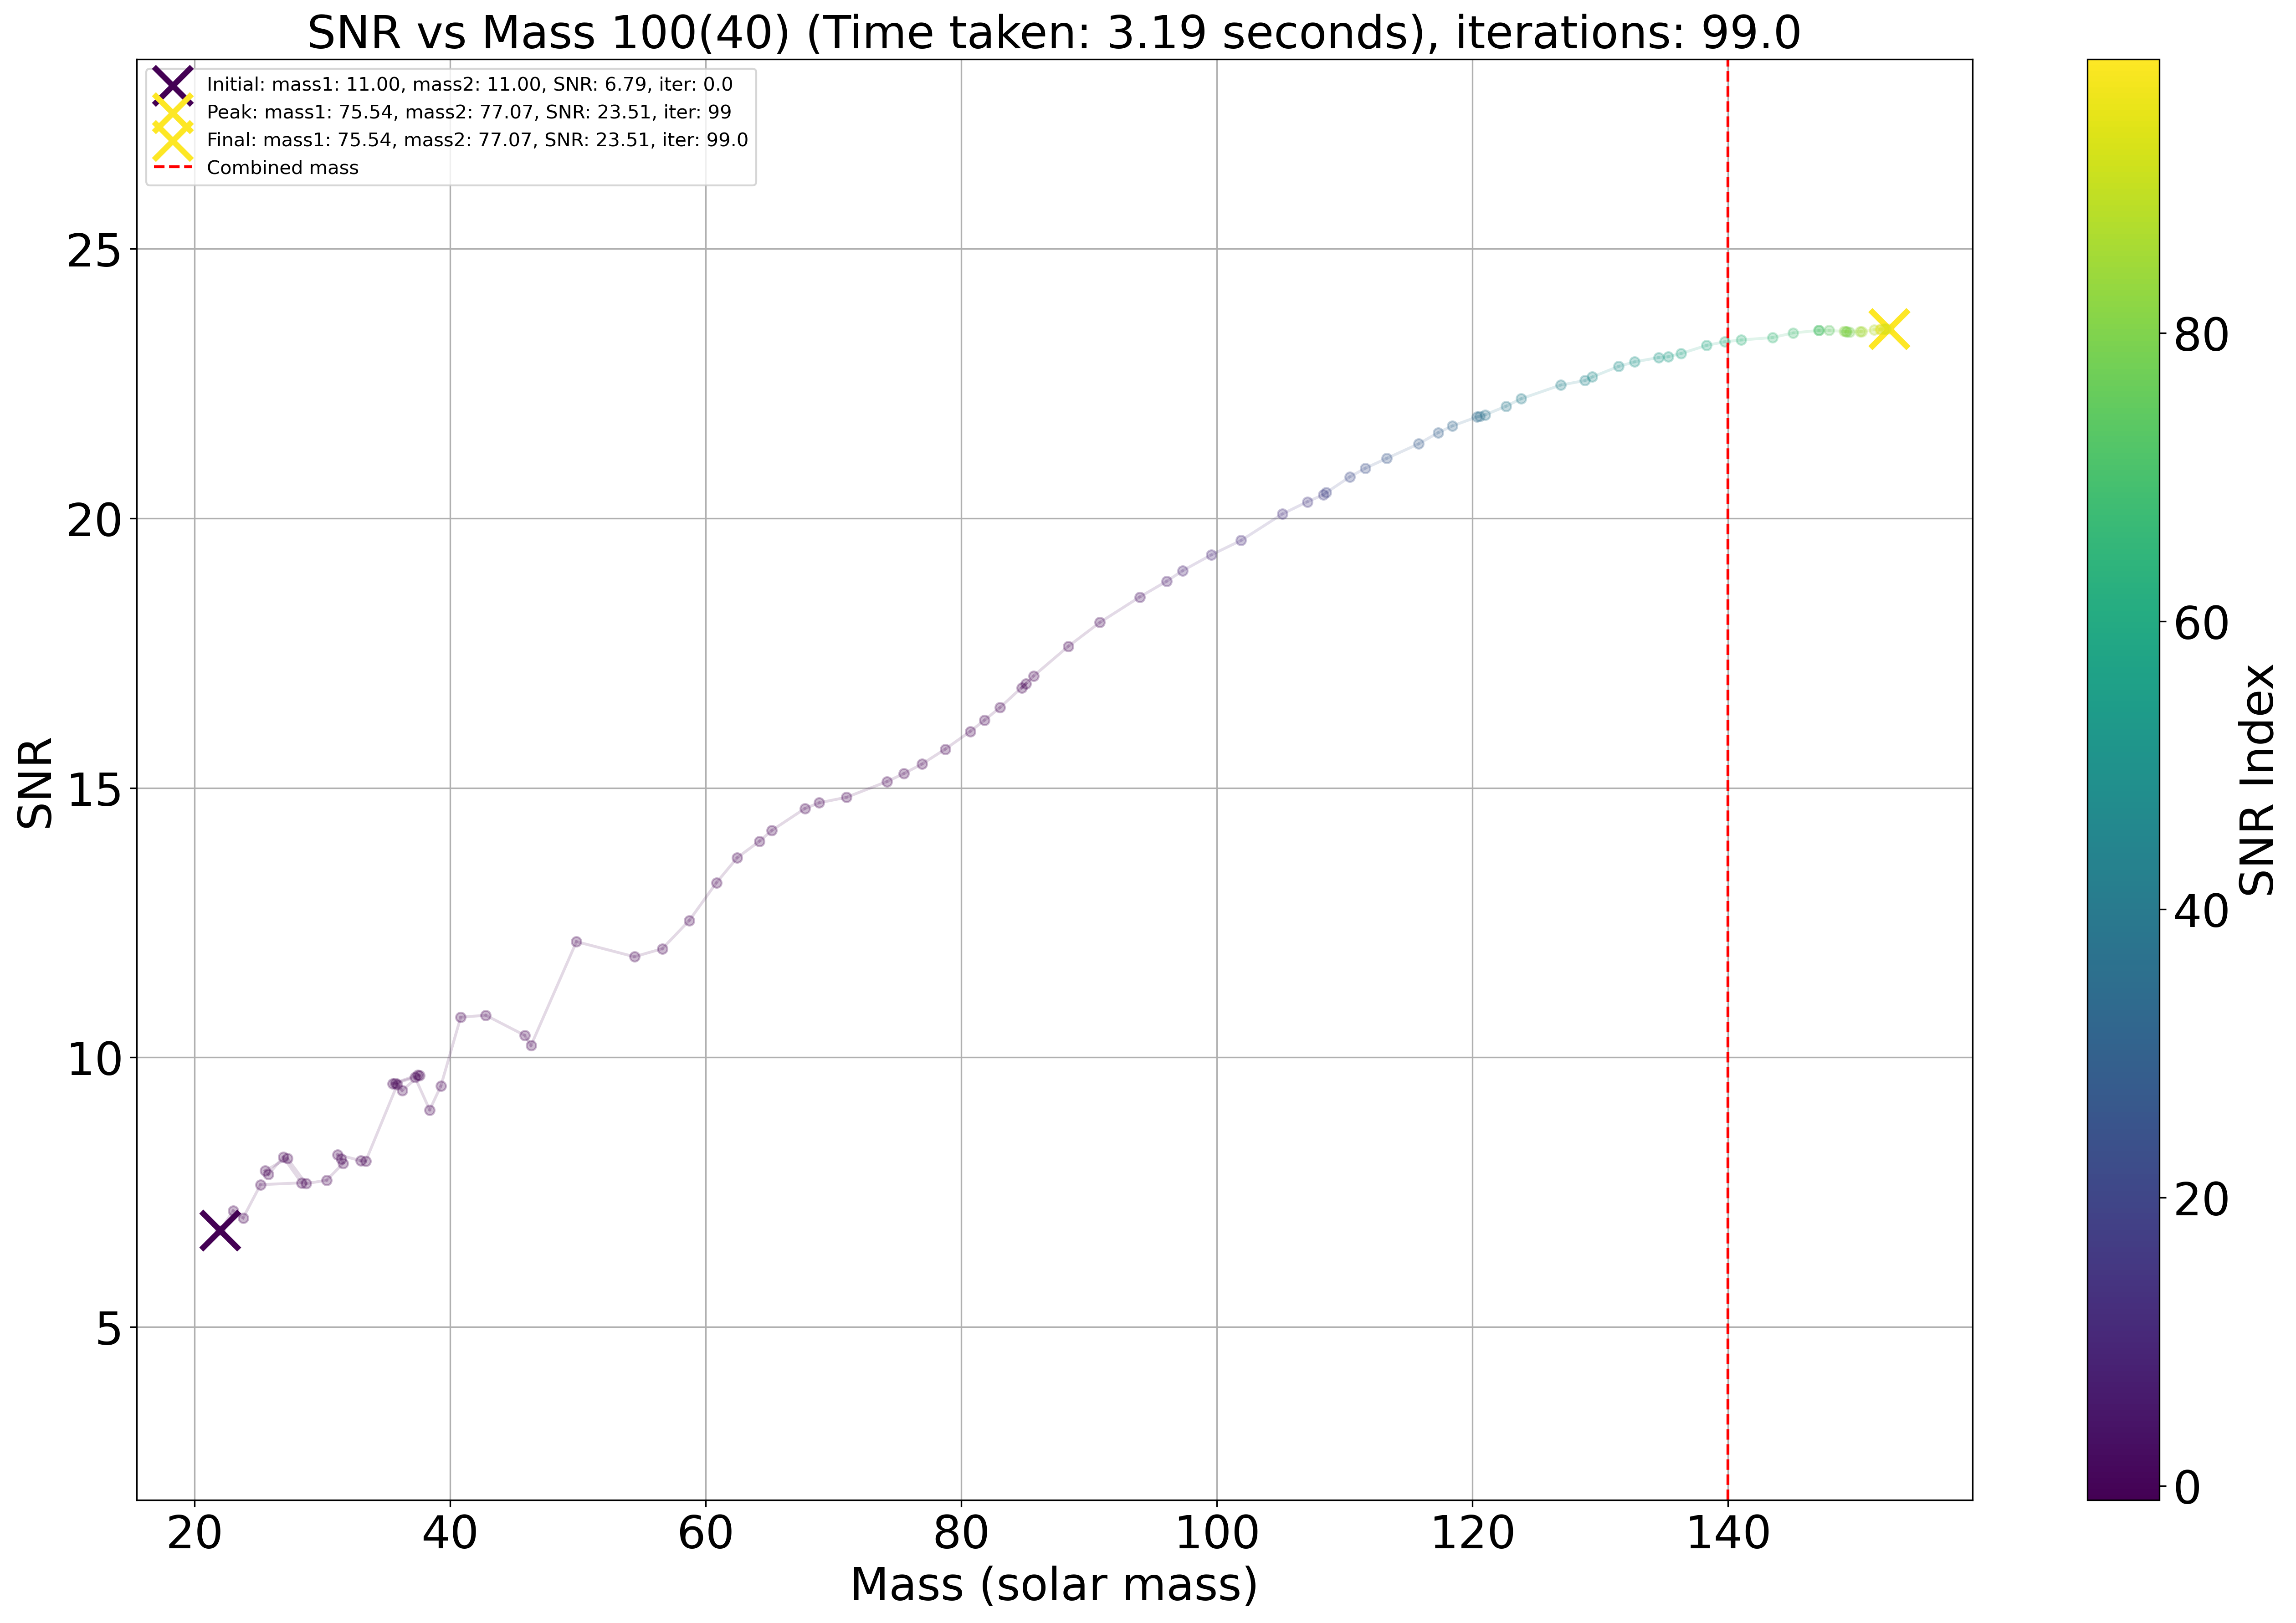 SNR vs Mass 100(40) (Time taken: 3.19 seconds), iterations: 99.0
Initial: mass1: 11.00, mass2: 11.00, SNR: 6.79, iter: 0.0
Peak: mass1: 75.54, mass2: 77.07, SNR: 23.51, iter: 99
Final: mass1: 75.54, mass2: 77.07, SNR: 23.51, iter: 99.0
Combined mass
25
20
15
10
5
SNR
20 40 60 80 100 120 140
Mass (solar mass)
80
60
40
20
0
SNR Index